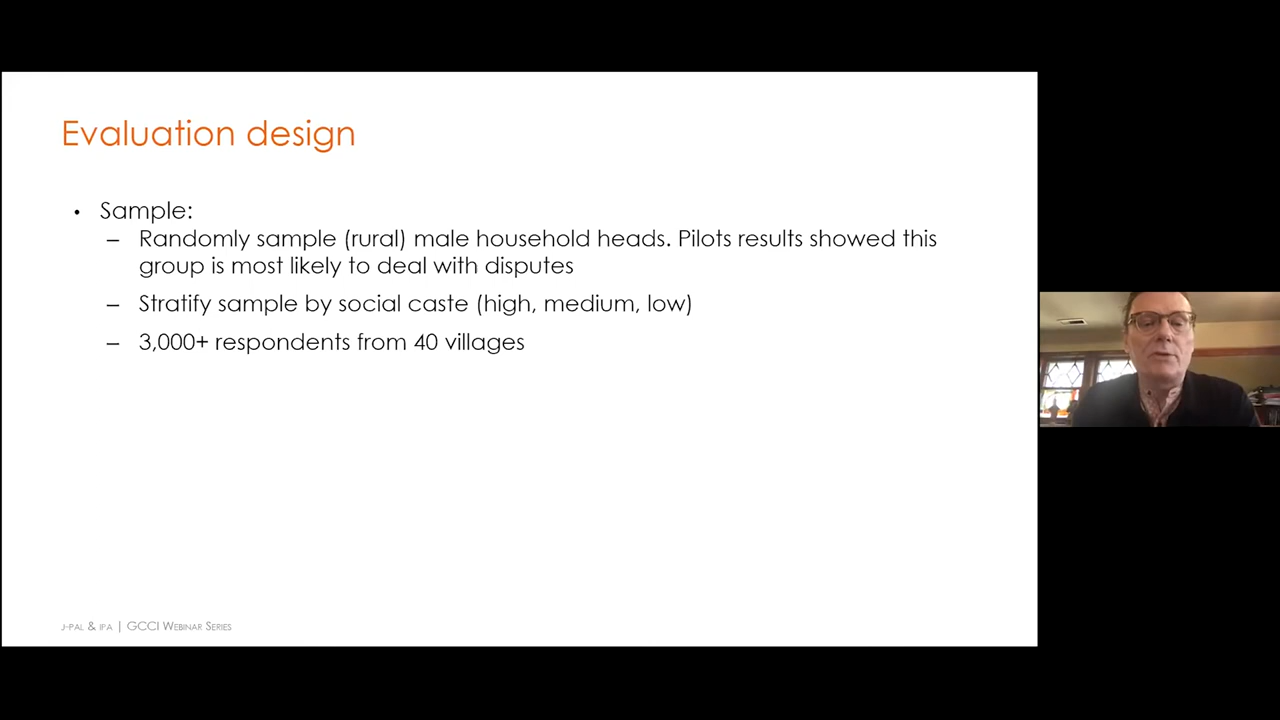 Evaluation design
• Sample:
– Randomly sample (rural) male household heads. Pilots results showed this
group is most likely to deal with disputes
– Stratify sample by social caste (high, medium, low)
– 3,000+ respondents from 40 villages
J-PAL & IPA | GCCI WEBINAR SERIES